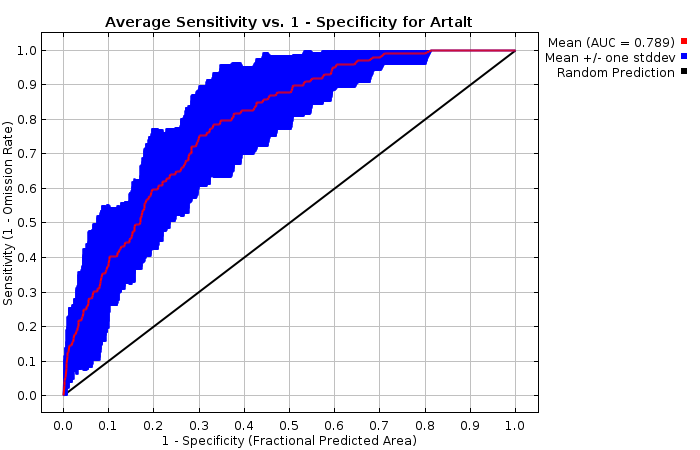 Average Sensitivity vs. 1 - Specificity for Artalt
Mean (AUC = 0.789)
Mean +/- one stddev
Random Prediction
Sensitivity (1 - Omission Rate)
1.0
0.9
0.8
0.7
0.6
0.5
0.4
0.3
0.2
0.1
0.0
0.0 0.1 0.2 0.3 0.4 0.5 0.6 0.7 0.8 0.9 1.0
1 - Specificity (Fractional Predicted Area)